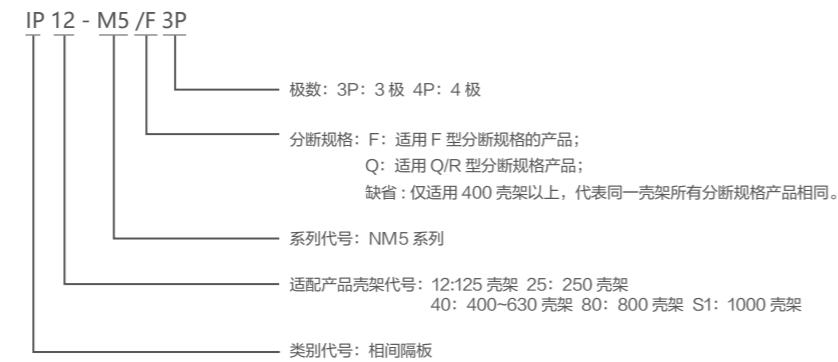 IP 12 - M5 /F 3P
极数：3P：3 极 4P：4 极
分断规格：F：适用 F 型分断规格的产品；
Q：适用 Q/R 型分断规格产品；
缺省 : 仅适用 400 壳架以上，代表同一壳架所有分断规格产品相同。
系列代号：NM5 系列
适配产品壳架代号：12:125 壳架 25：250 壳架
40：400~630 壳架 80：800 壳架 S1：1000 壳架
类别代号：相间隔板